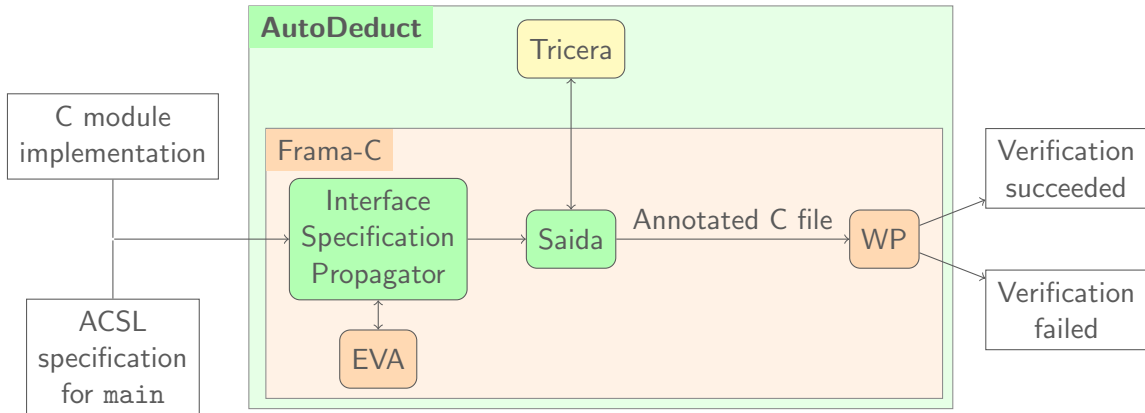 AutoDeduct
Tricera
C module
implementation
Frama-C
Interface
Specification
Propagator
Saida
Annotated C file
WP
Verification
succeeded
Verification
failed
EVA
ACSL
specification
for main